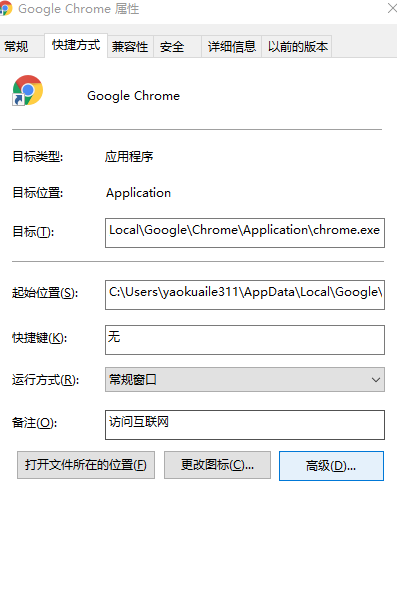 Google Chrome 属性
常规 快捷方式 兼容性 安全 详细信息 以前的版本
Google Chrome
目标类型: 应用程序
目标位置: Application
目标(T): Local\Google\Chrome\Application\chrome.exe
起始位置(S): C:\Users\yaokuaile311\AppData\Local\Google\
快捷键(K): 无
运行方式(R): 常规窗口
备注(O): 访问互联网
打开文件所在的位置(F) 更改图标(C)... 高级(D)...